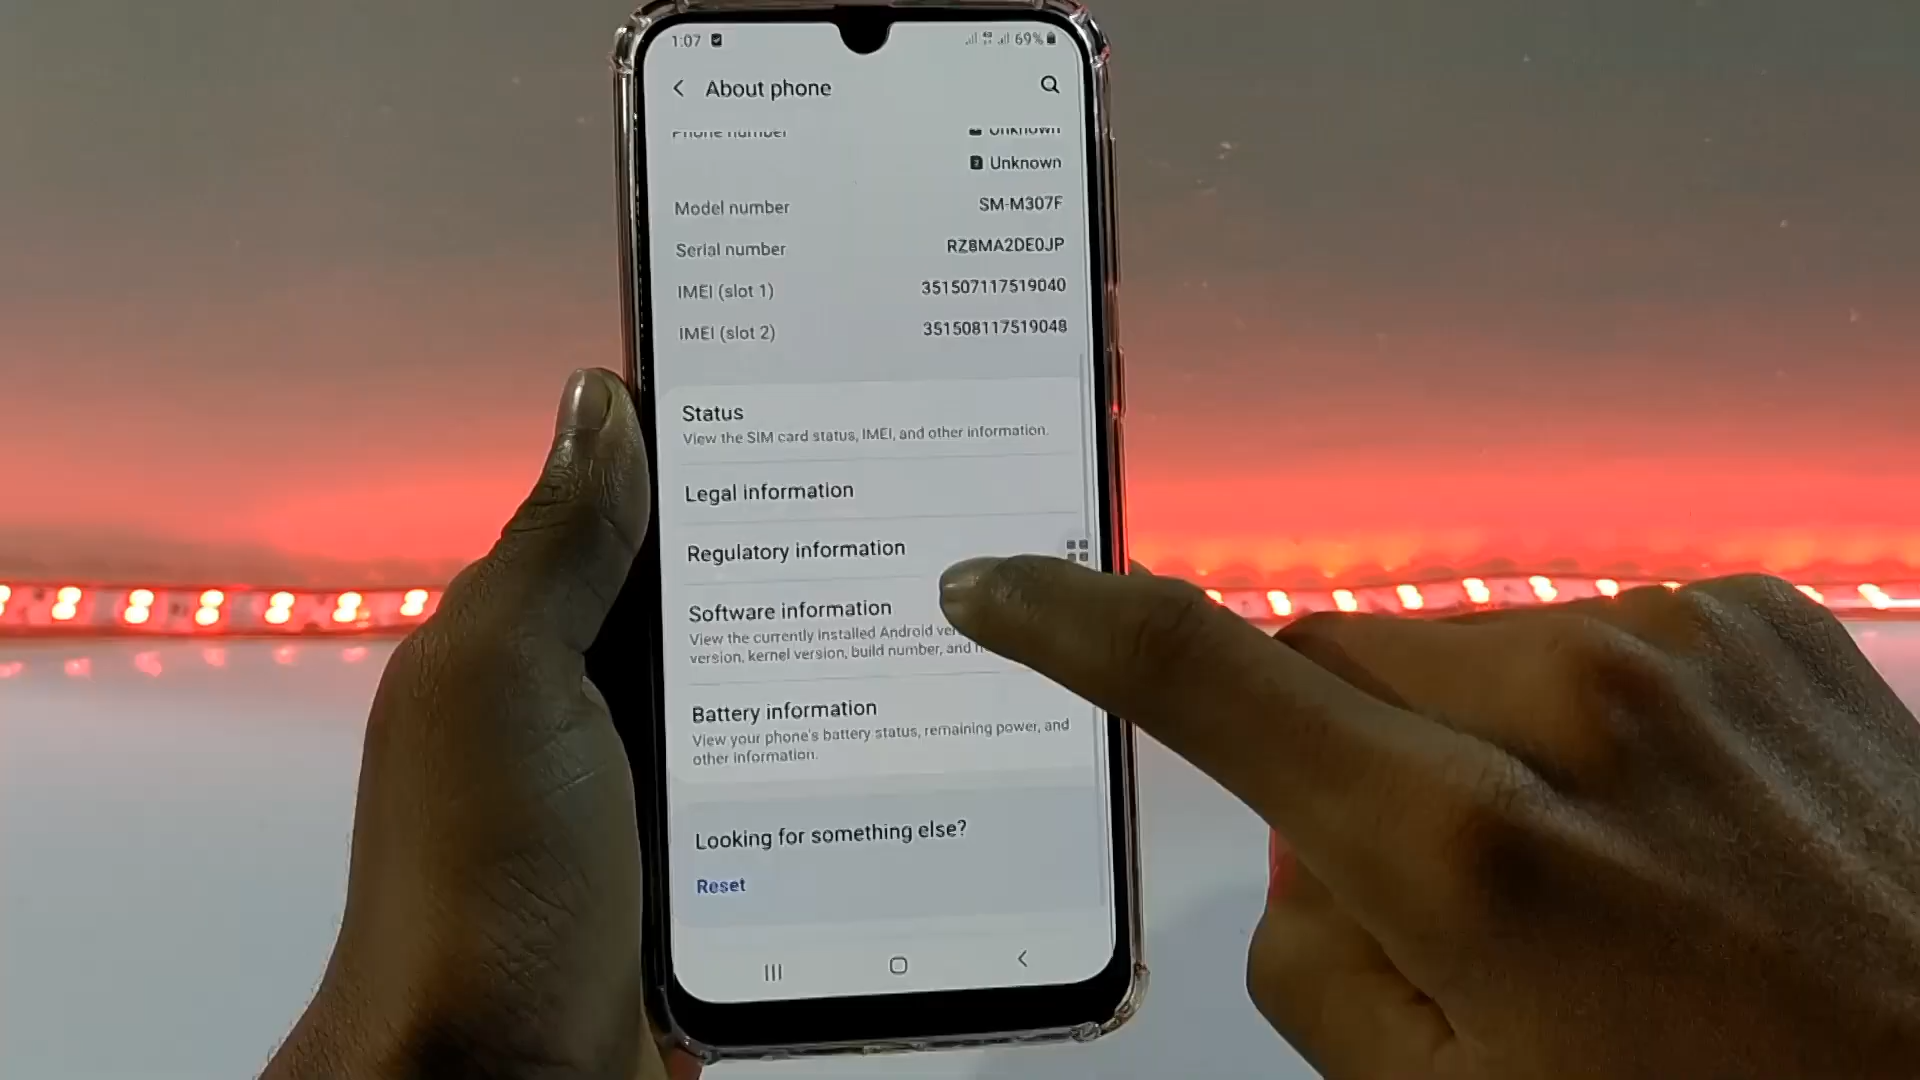 1:07 69%
About phone
Phone number Unknown
Unknown
Model number SM-M307F
Serial number RZ8MA2DE0JP
IMEI (slot 1) 351507117519040
IMEI (slot 2) 351508117519048
Status
View the SIM card status, IMEI, and other information.
Legal information
Regulatory information
Software information
View the currently installed Android
version, kernel version, build number, and
Battery information
View your phone's battery status, remaining power, and
other information.
Looking for something else?
Reset